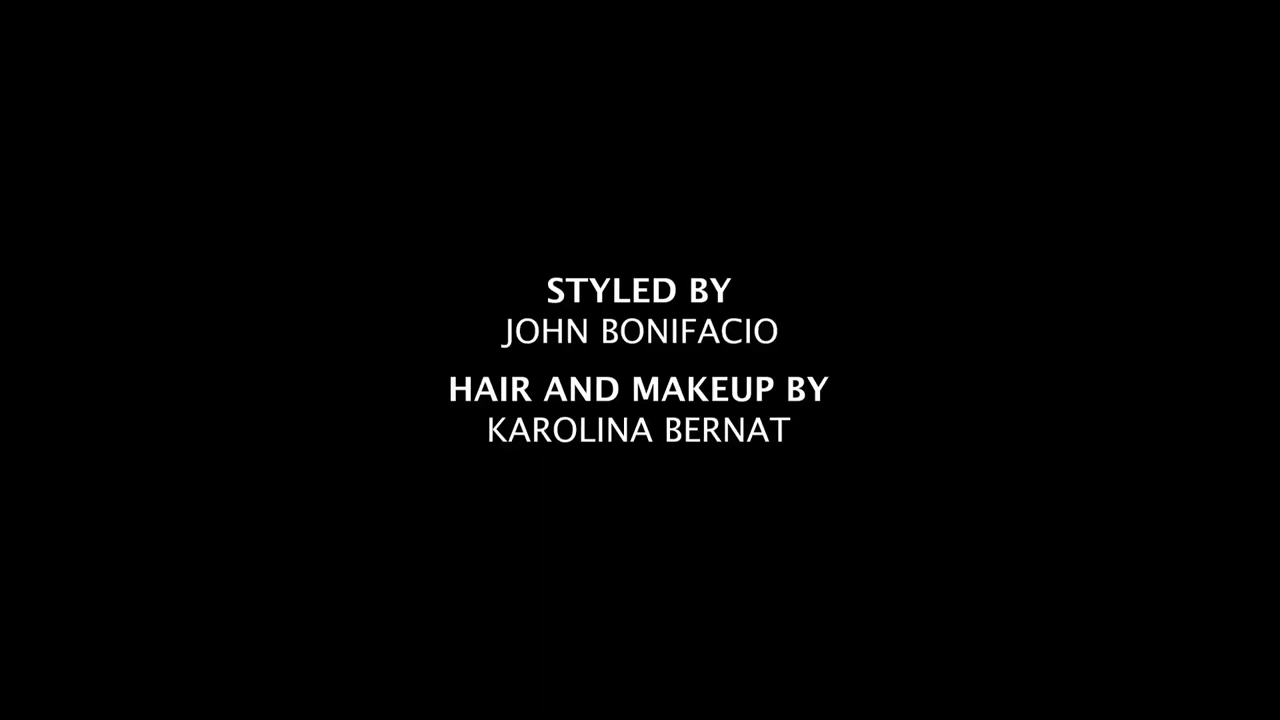 STYLED BY
JOHN BONIFACIO
HAIR AND MAKEUP BY
KAROLINA BERNAT